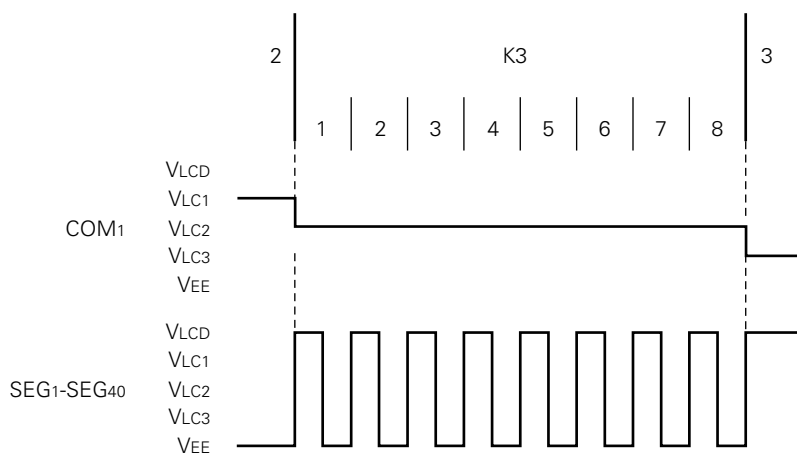 2 K3 3
1 2 3 4 5 6 7 8
VLCD
VLC1
COM1 VLC2
VLC3
VEE
VLCD
VLC1
SEG1-SEG40 VLC2
VLC3
VEE